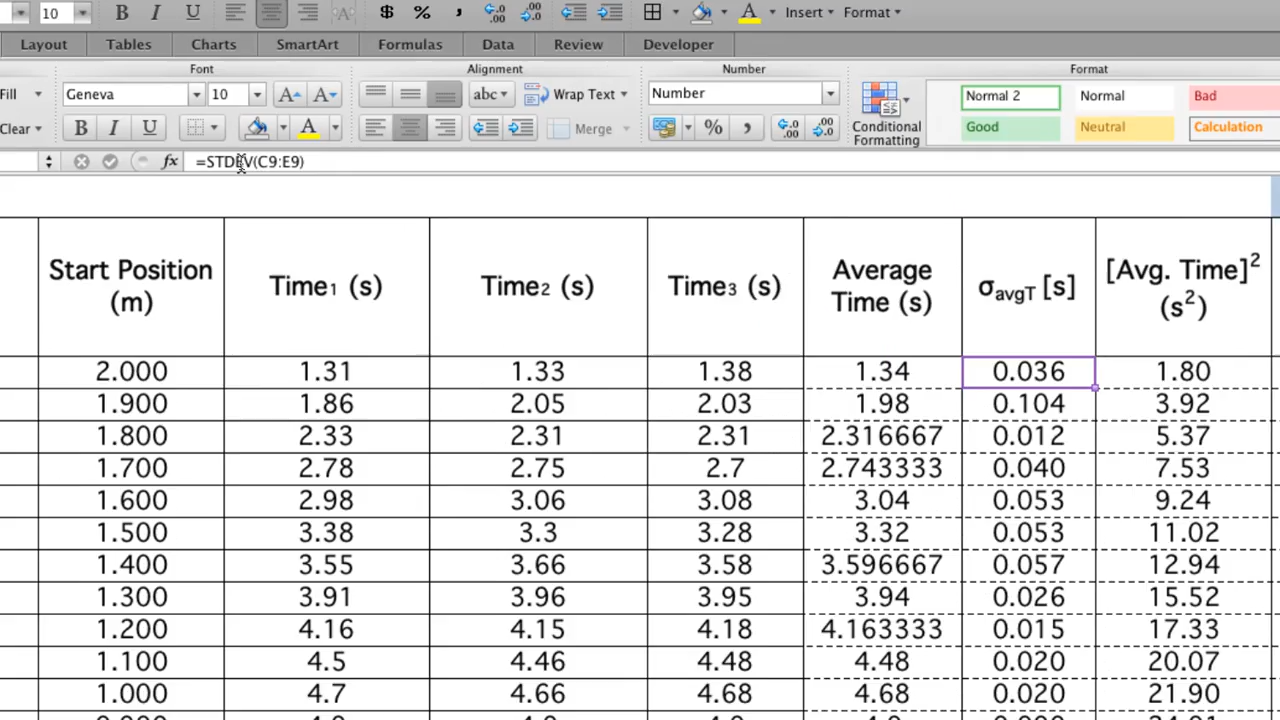 10 B I U $ % , .0 .00 .00 .0 A Insert Format
Layout Tables Charts SmartArt Formulas Data Review Developer
Font Alignment Number Format
Fill Geneva 10 A A abc Wrap Text Number Normal 2 Normal Bad
Clear B I U A Merge % , .0 .00 .00 .0 Conditional Formatting Good Neutral Calculation
fx =STDEV(C9:E9)
Start Position (m) Time₁ (s) Time₂ (s) Time₃ (s) Average Time (s) σavgT [s] [Avg. Time]² (s²)
2.000 1.31 1.33 1.38 1.34 0.036 1.80
1.900 1.86 2.05 2.03 1.98 0.104 3.92
1.800 2.33 2.31 2.31 2.316667 0.012 5.37
1.700 2.78 2.75 2.7 2.743333 0.040 7.53
1.600 2.98 3.06 3.08 3.04 0.053 9.24
1.500 3.38 3.3 3.28 3.32 0.053 11.02
1.400 3.55 3.66 3.58 3.596667 0.057 12.94
1.300 3.91 3.96 3.95 3.94 0.026 15.52
1.200 4.16 4.15 4.18 4.163333 0.015 17.33
1.100 4.5 4.46 4.48 4.48 0.020 20.07
1.000 4.7 4.66 4.68 4.68 0.020 21.90